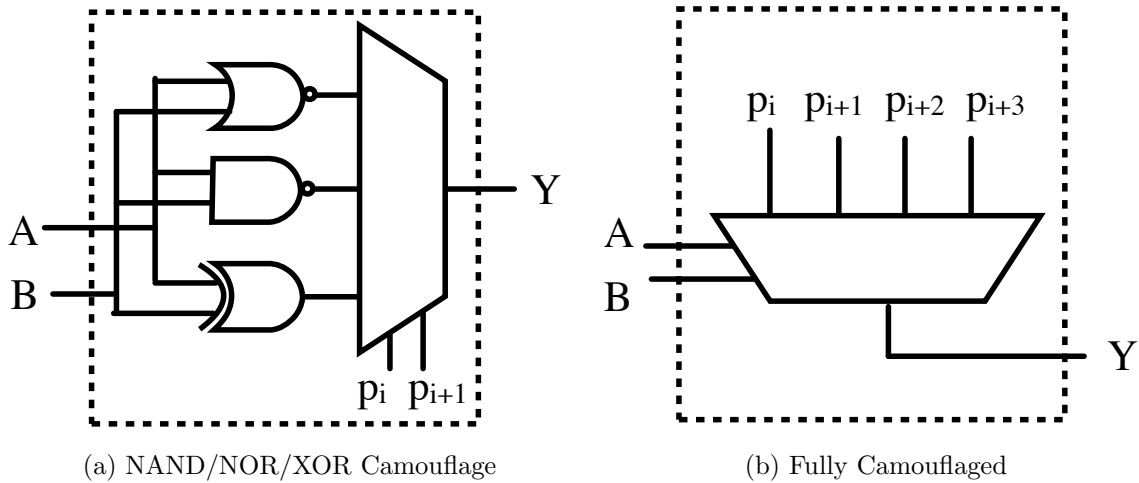 A
B
Y
pi pi+1
(a) NAND/NOR/XOR Camouflage
pi pi+1 pi+2 pi+3
A
B
Y
(b) Fully Camouflaged